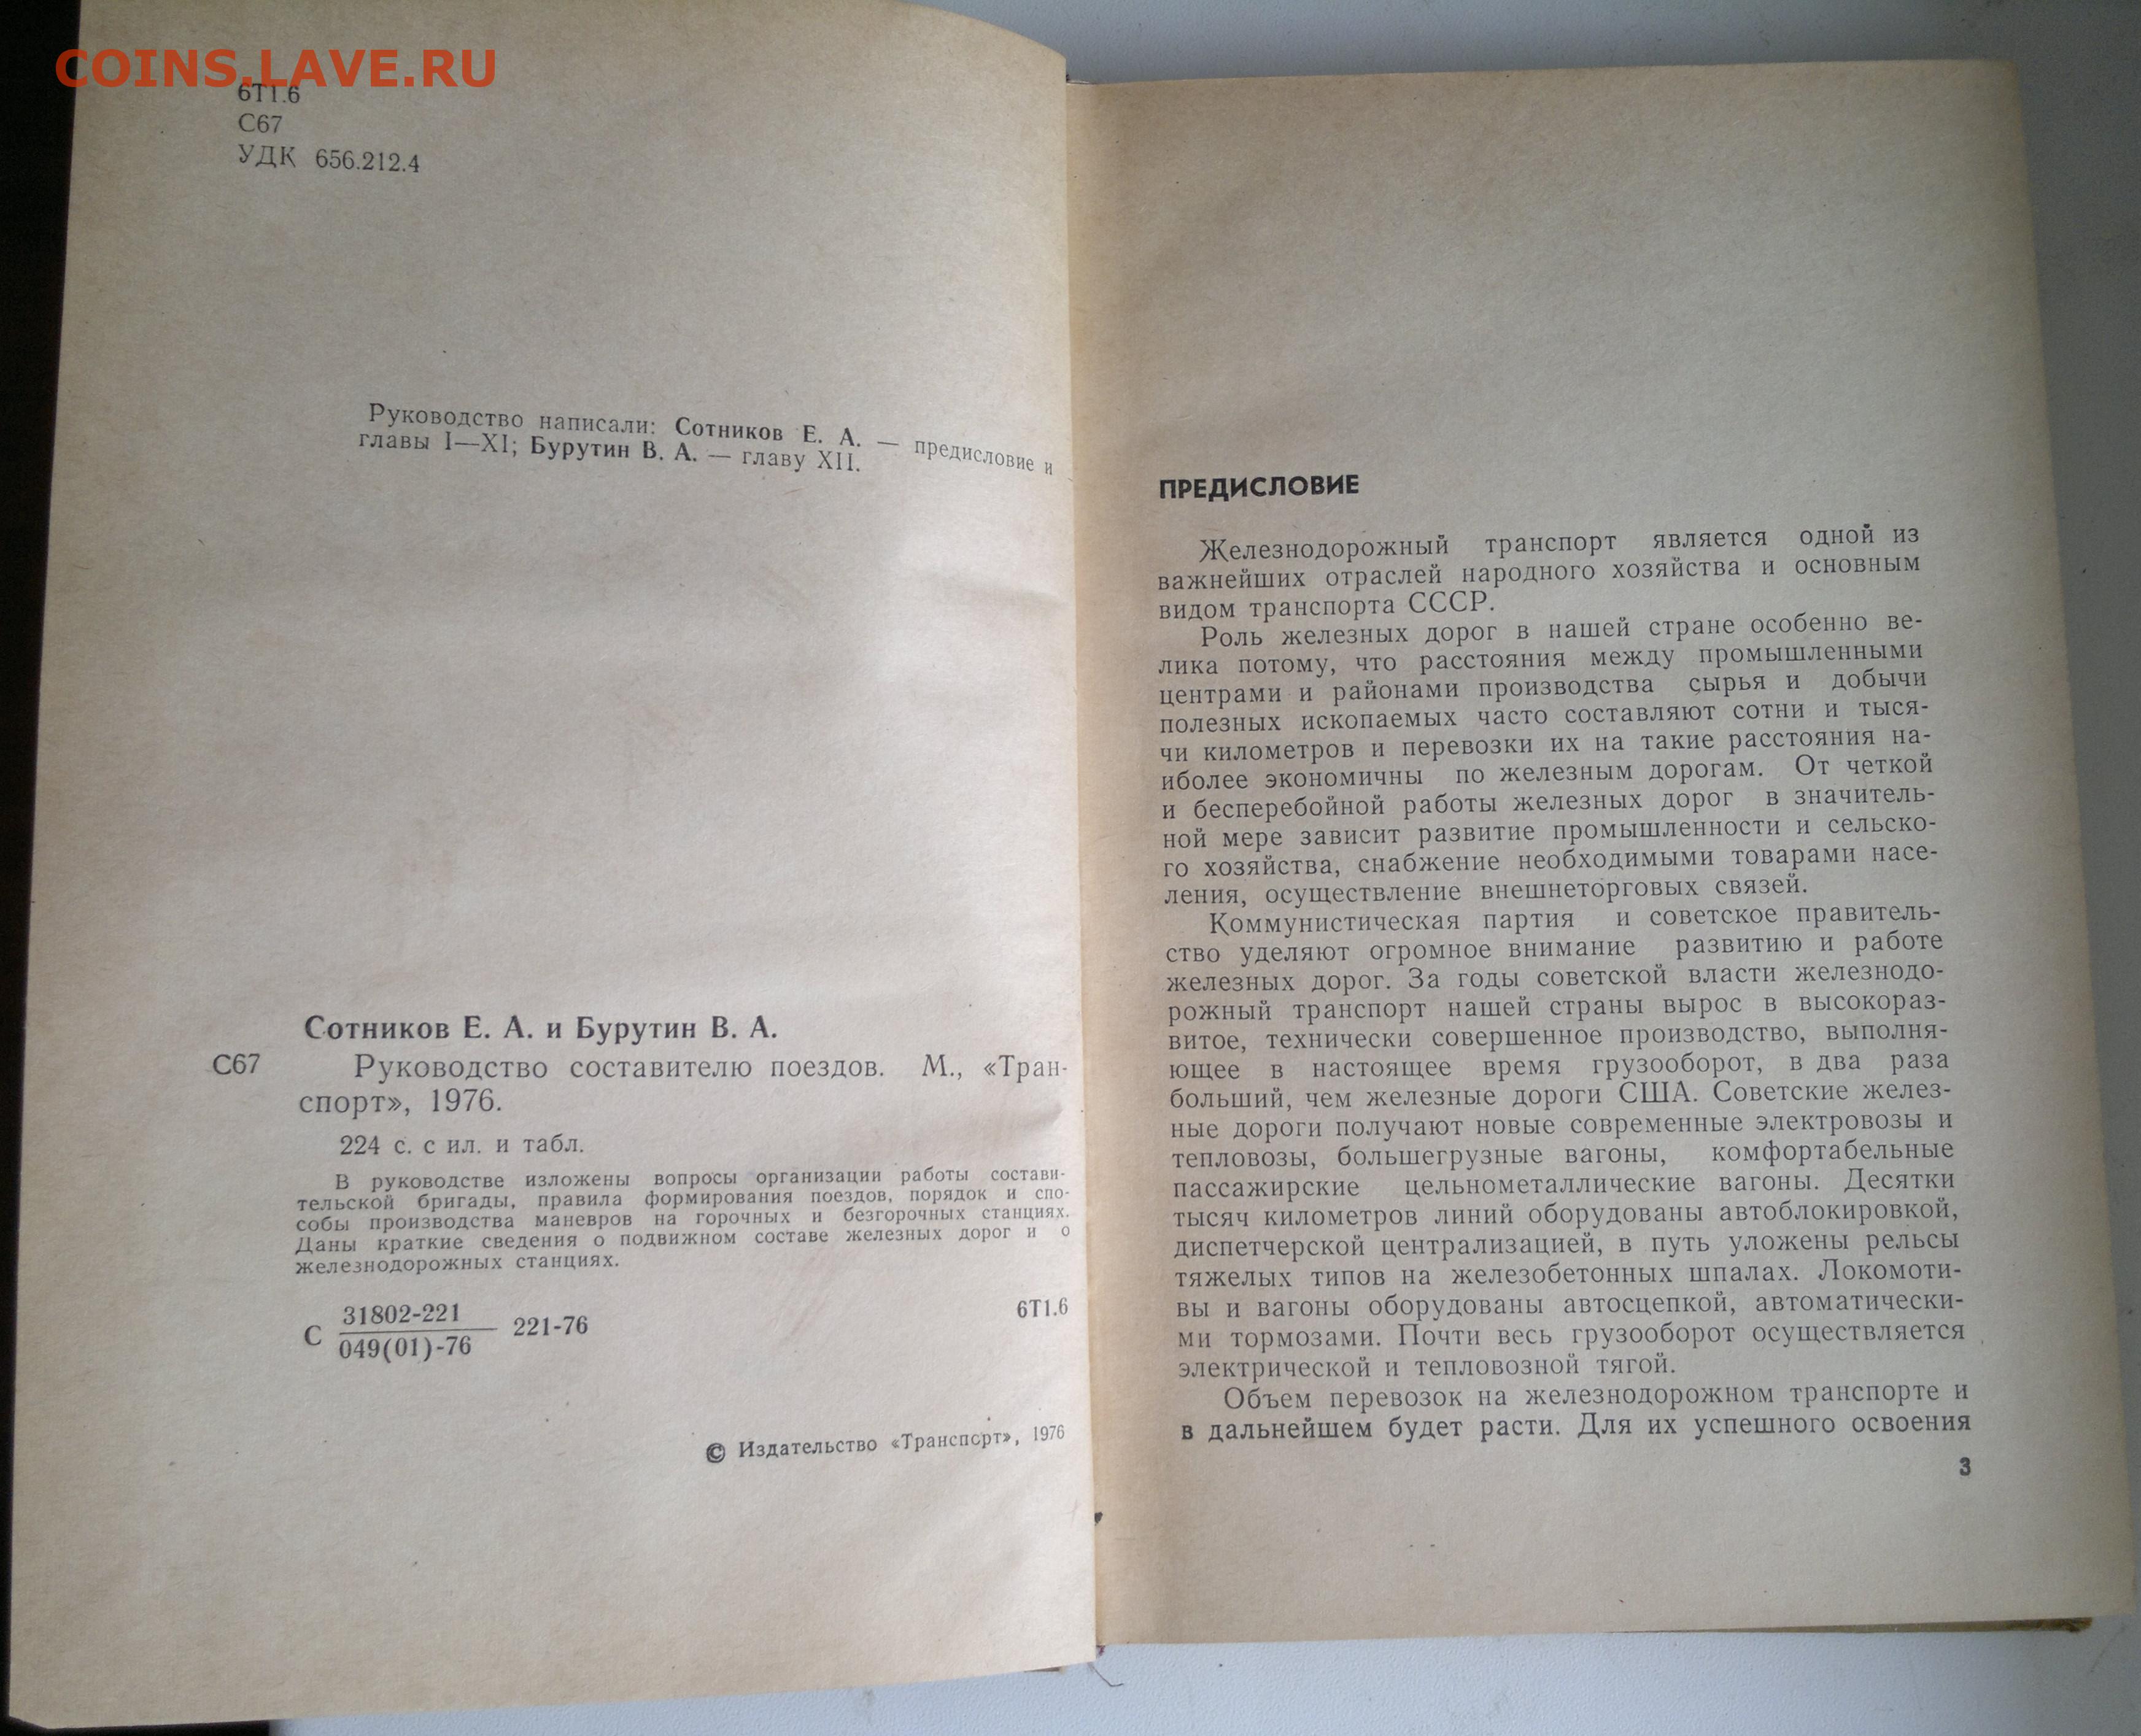 COINS.LAVE.RU
6Т1.6
С67
УДК 656.212.4
Руководство написали: Сотников Е. А. — предисловие и
главы I—XI; Бурутин В. А. — главу XII.
Сотников Е. А. и Бурутин В. А.
С67 Руководство составителю поездов. М., «Тран-
спорт», 1976.
224 с. с ил. и табл.
В руководстве изложены вопросы организации работы состави-
тельской бригады, правила формирования поездов, порядок и спо-
собы производства маневров на горочных и безгорочных станциях.
Даны краткие сведения о подвижном составе железных дорог и о
железнодорожных станциях.
С 31802-221 221-76 6Т1.6
049(01)-76
© Издательство «Транспорт», 1976
ПРЕДИСЛОВИЕ
Железнодорожный транспорт является одной из
важнейших отраслей народного хозяйства и основным
видом транспорта СССР.
Роль железных дорог в нашей стране особенно ве-
лика потому, что расстояния между промышленными
центрами и районами производства сырья и добычи
полезных ископаемых часто составляют сотни и тыся-
чи километров и перевозки их на такие расстояния на-
иболее экономичны по железным дорогам. От четкой
и бесперебойной работы железных дорог в значитель-
ной мере зависит развитие промышленности и сельско-
го хозяйства, снабжение необходимыми товарами насе-
ления, осуществление внешнеторговых связей.
Коммунистическая партия и советское правитель-
ство уделяют огромное внимание развитию и работе
железных дорог. За годы советской власти железнодо-
рожный транспорт нашей страны вырос в высокораз-
витое, технически совершенное производство, выполня-
ющее в настоящее время грузооборот, в два раза
больший, чем железные дороги США. Советские желез-
ные дороги получают новые современные электровозы и
тепловозы, большегрузные вагоны, комфортабельные
пассажирские цельнометаллические вагоны. Десятки
тысяч километров линий оборудованы автоблокировкой,
диспетчерской централизацией, в путь уложены рельсы
тяжелых типов на железобетонных шпалах. Локомоти-
вы и вагоны оборудованы автосцепкой, автоматически-
ми тормозами. Почти весь грузооборот осуществляется
электрической и тепловозной тягой.
Объем перевозок на железнодорожном транспорте и
в дальнейшем будет расти. Для их успешного освоения
3